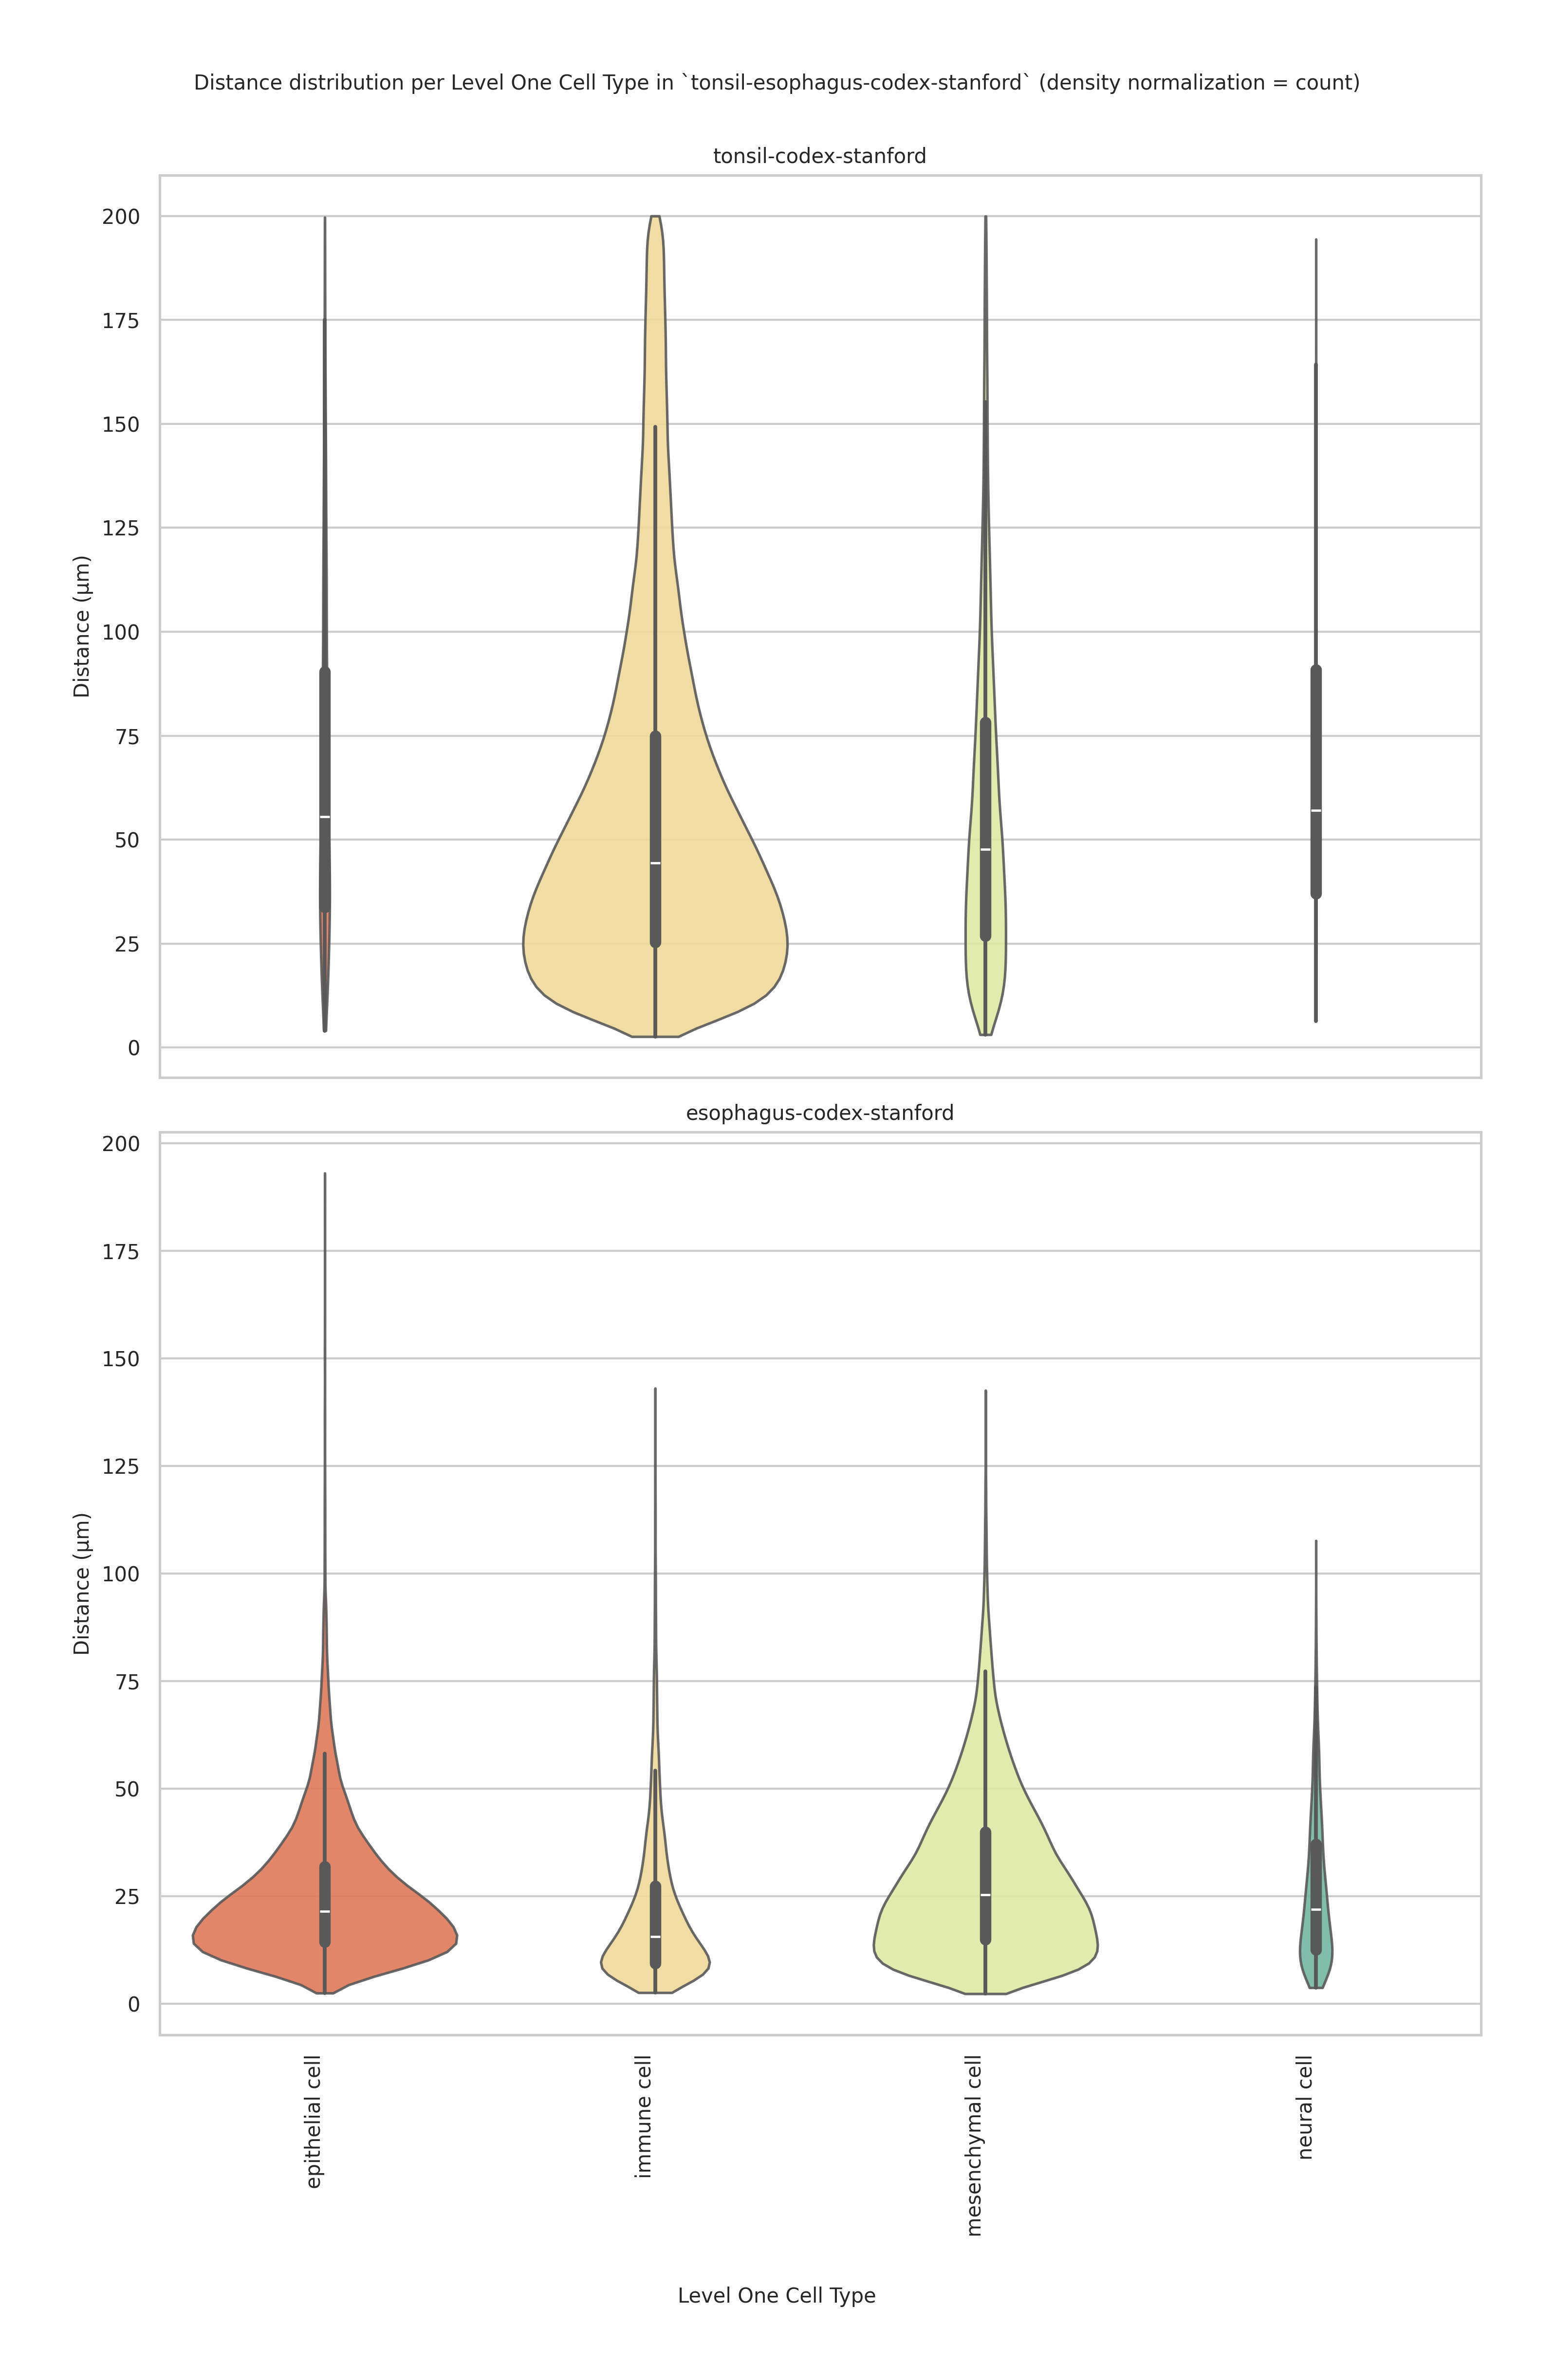 Distance distribution per Level One Cell Type in `tonsil-esophagus-codex-stanford` (density normalization = count)
tonsil-codex-stanford
200
175
150
125
100
75
50
25
0
Distance (μm)
esophagus-codex-stanford
200
175
150
125
100
75
50
25
0
Distance (μm)
epithelial cell
immune cell
mesenchymal cell
neural cell
Level One Cell Type